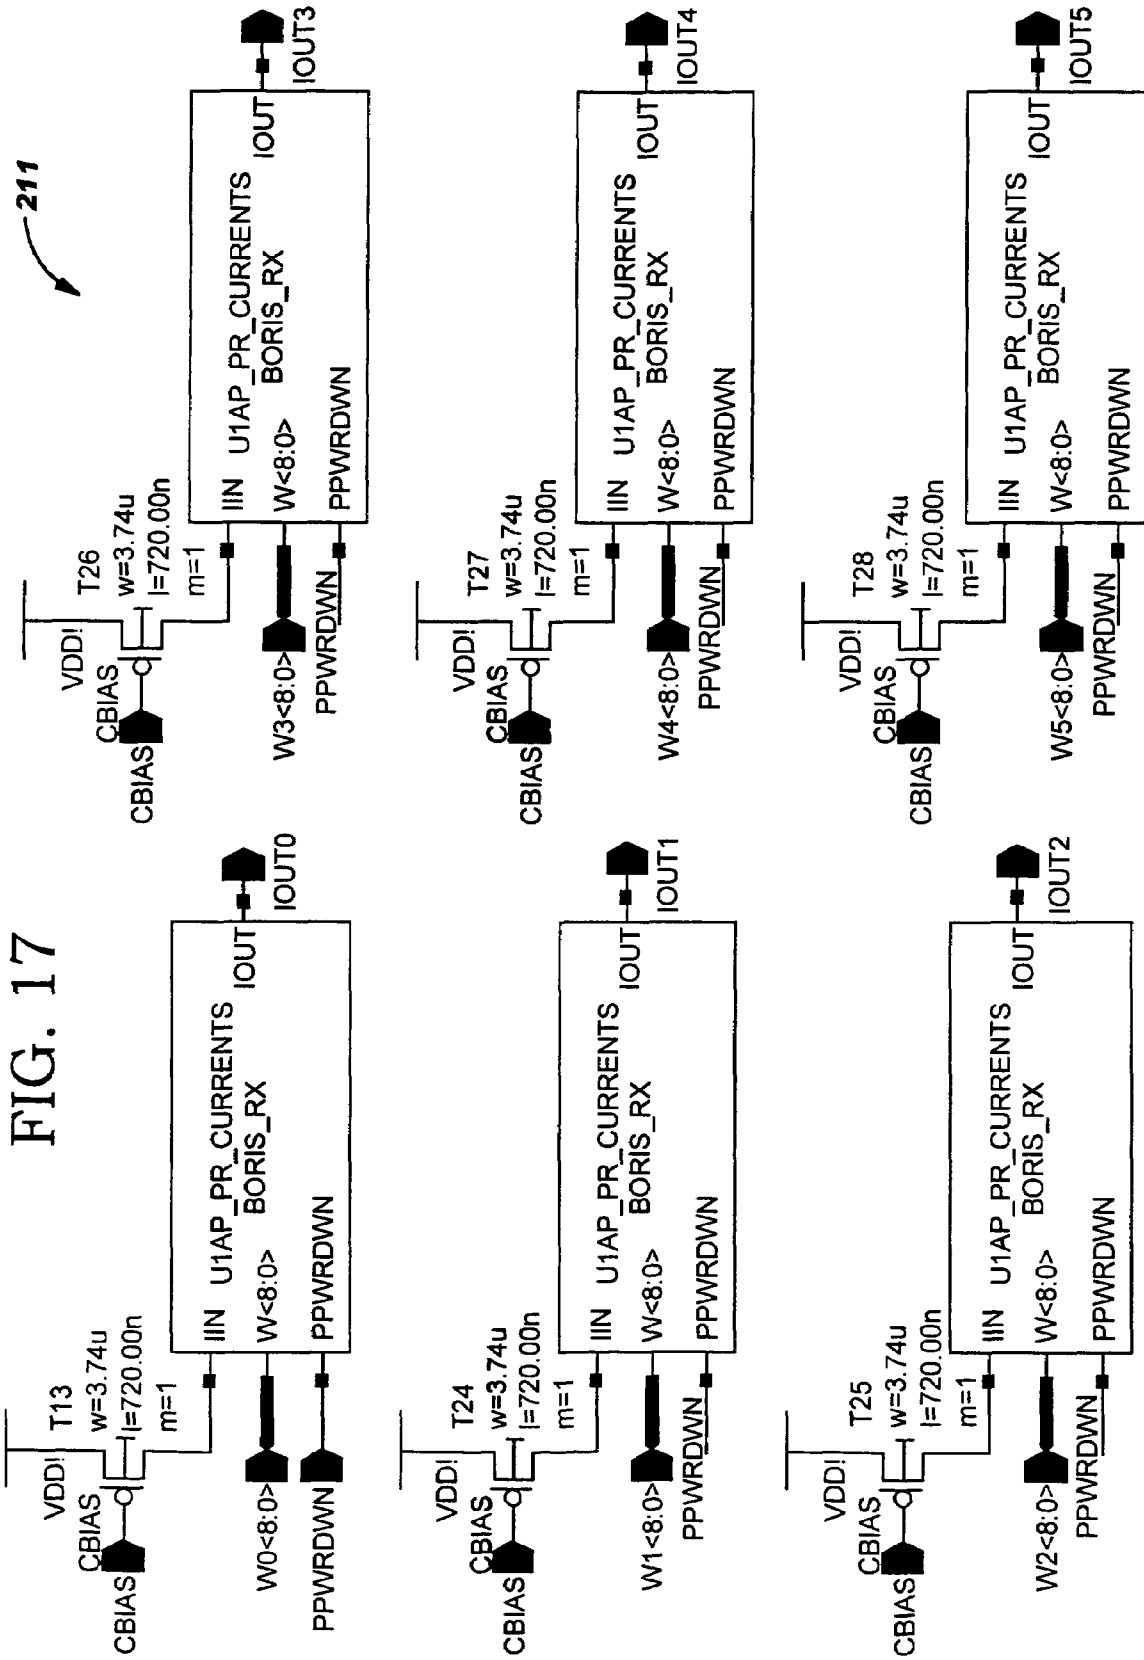 FIG. 17
211
VDD!
T13
w=3.74u
l=720.00n
m=1
CBIAS
CBIAS
W0<8:0>
PPWRDWN
IIN
U1AP_PR_CURRENTS
W<8:0>
BORIS_RX
PPWRDWN
IOUT
IOUT0
VDD!
T24
w=3.74u
l=720.00n
m=1
CBIAS
CBIAS
W1<8:0>
PPWRDWN
IIN
U1AP_PR_CURRENTS
W<8:0>
BORIS_RX
PPWRDWN
IOUT
IOUT1
VDD!
T25
w=3.74u
l=720.00n
m=1
CBIAS
CBIAS
W2<8:0>
PPWRDWN
IIN
U1AP_PR_CURRENTS
W<8:0>
BORIS_RX
PPWRDWN
IOUT
IOUT2
VDD!
T26
w=3.74u
l=720.00n
m=1
CBIAS
CBIAS
W3<8:0>
PPWRDWN
IIN
U1AP_PR_CURRENTS
W<8:0>
BORIS_RX
PPWRDWN
IOUT
IOUT3
VDD!
T27
w=3.74u
l=720.00n
m=1
CBIAS
CBIAS
W4<8:0>
PPWRDWN
IIN
U1AP_PR_CURRENTS
W<8:0>
BORIS_RX
PPWRDWN
IOUT
IOUT4
VDD!
T28
w=3.74u
l=720.00n
m=1
CBIAS
CBIAS
W5<8:0>
PPWRDWN
IIN
U1AP_PR_CURRENTS
W<8:0>
BORIS_RX
PPWRDWN
IOUT
IOUT5